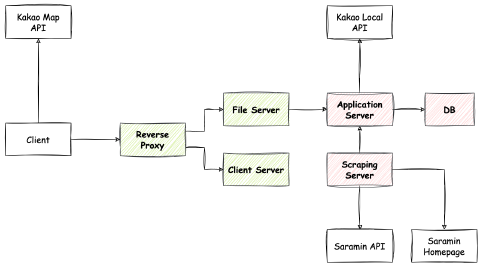 Kakao Map
API
Kakao Local
API
File Server
Application
Server
DB
Client
Reverse
Proxy
Client Server
Scraping
Server
Saramin API
Saramin
Homepage